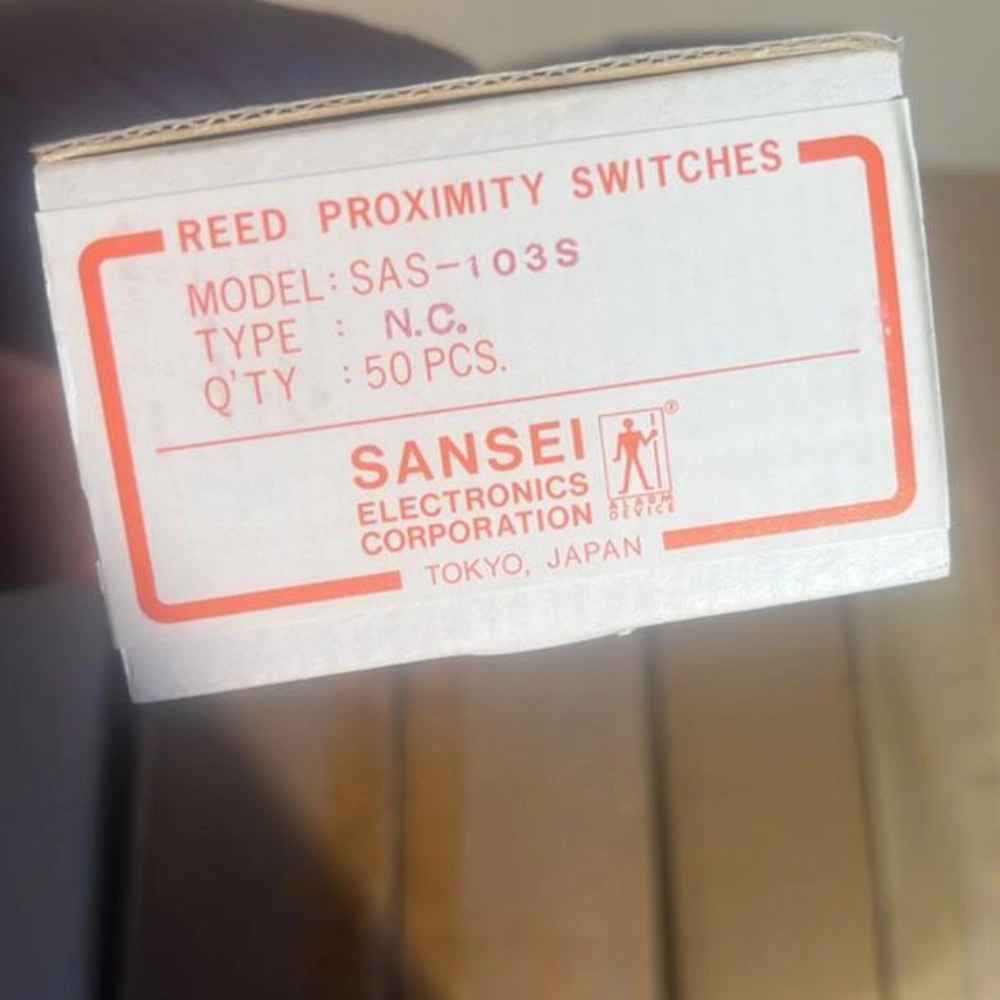 REED PROXIMITY SWITCHES
MODEL: SAS-103S
TYPE : N.C.
Q'TY : 50 PCS.
SANSEI
ELECTRONICS
CORPORATION
ALARM
DEVICE
®
TOKYO, JAPAN